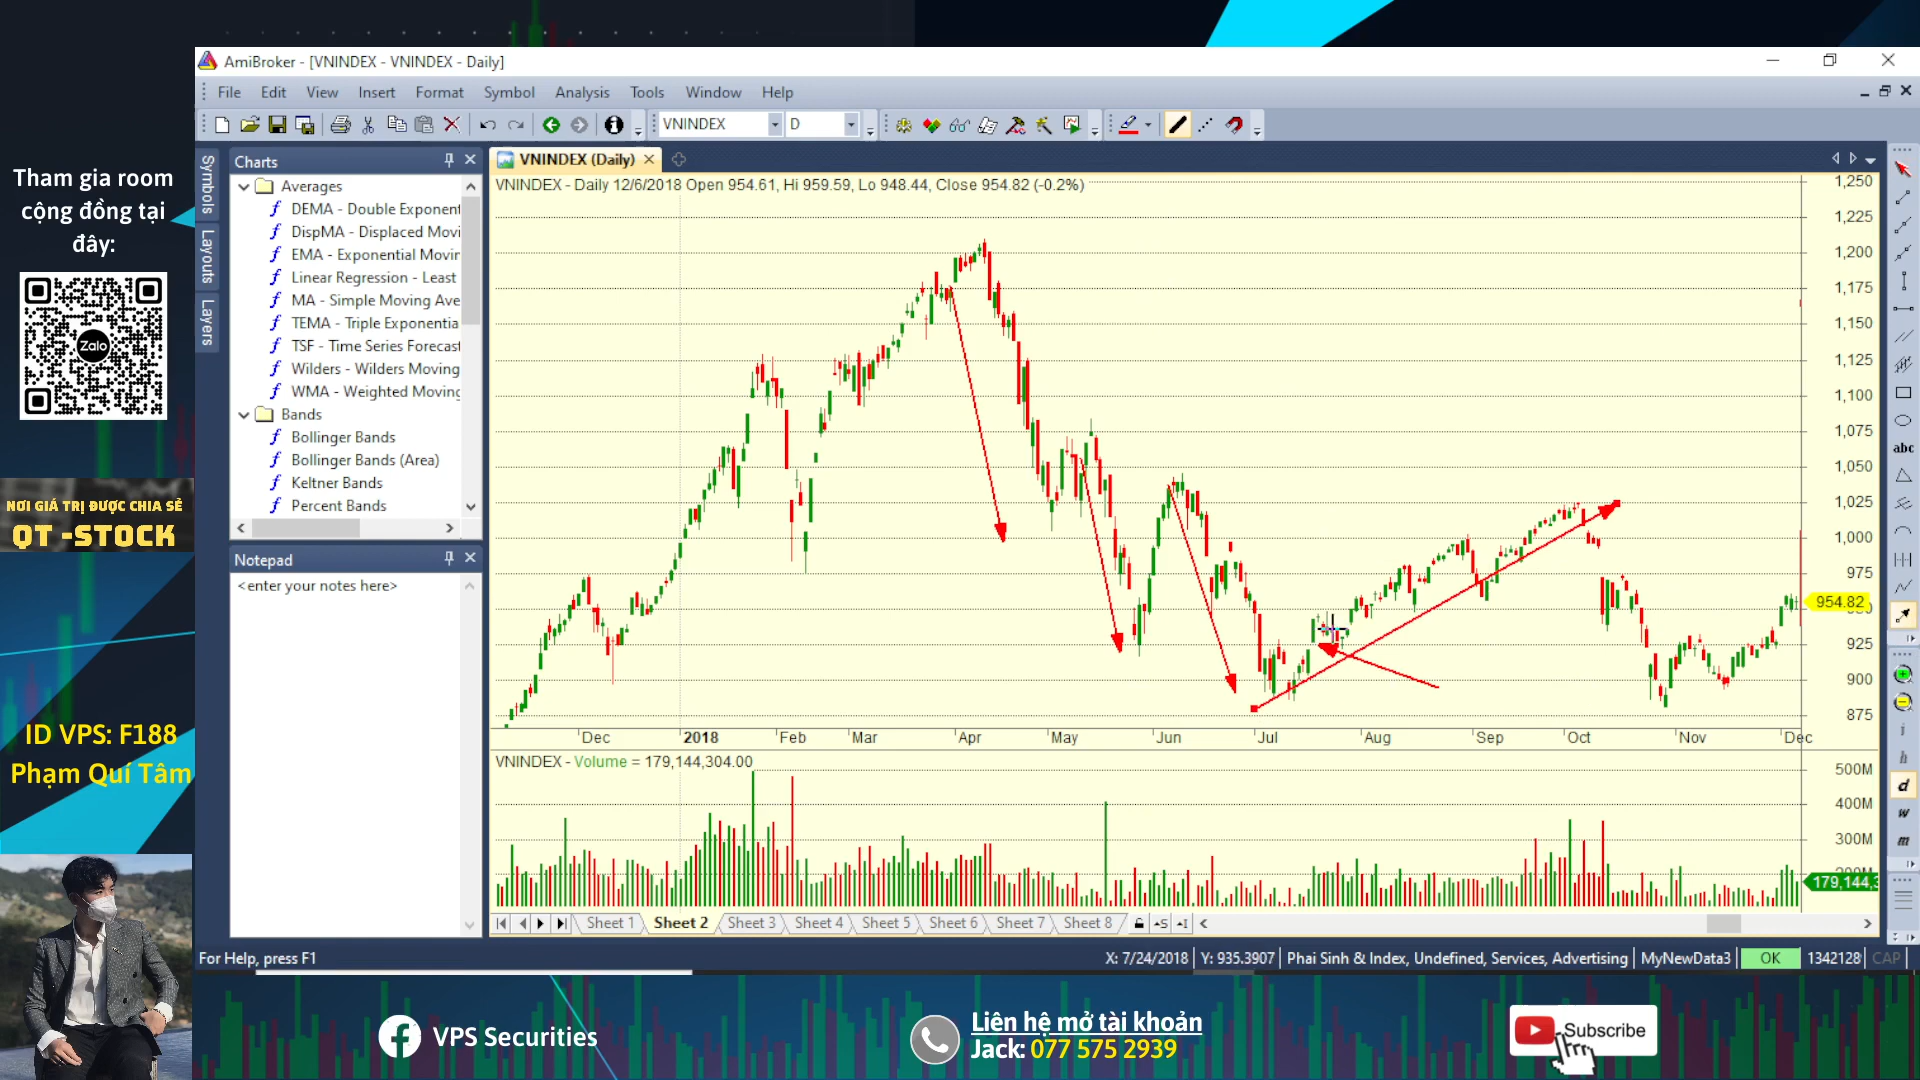 AmiBroker - [VNINDEX - VNINDEX - Daily]
File Edit View Insert Format Symbol Analysis Tools Window Help
VNINDEX D
Symbols
Layouts
Layers
Charts
Averages
DEMA - Double Exponent
DispMA - Displaced Movi
EMA - Exponential Movin
Linear Regression - Least
MA - Simple Moving Ave
TEMA - Triple Exponentia
TSF - Time Series Forecast
Wilders - Wilders Moving
WMA - Weighted Moving
Bands
Bollinger Bands
Bollinger Bands (Area)
Keltner Bands
Percent Bands
Notepad
<enter your notes here>
VNINDEX (Daily)
VNINDEX - Daily 12/6/2018 Open 954.61, Hi 959.59, Lo 948.44, Close 954.82 (-0.2%)
1,250
1,225
1,200
1,175
1,150
1,125
1,100
1,075
1,050
1,025
1,000
975
954.82
925
900
875
Dec 2018 Feb Mar Apr May Jun Jul Aug Sep Oct Nov Dec
VNINDEX - Volume = 179,144,304.00
500M
400M
300M
179,144,3
Sheet 1 Sheet 2 Sheet 3 Sheet 4 Sheet 5 Sheet 6 Sheet 7 Sheet 8
abc
i
h
d
w
m
For Help, press F1
X: 7/24/2018 Y: 935.3907 Phai Sinh & Index, Undefined, Services, Advertising MyNewData3 OK 1342128 CAP
Tham gia room
cộng đồng tại
đây:
Zalo
NƠI GIÁ TRỊ ĐƯỢC CHIA SẺ
QT -STOCK
ID VPS: F188
Phạm Quí Tâm
VPS Securities
Liên hệ mở tài khoản
Jack: 077 575 2939
Subscribe